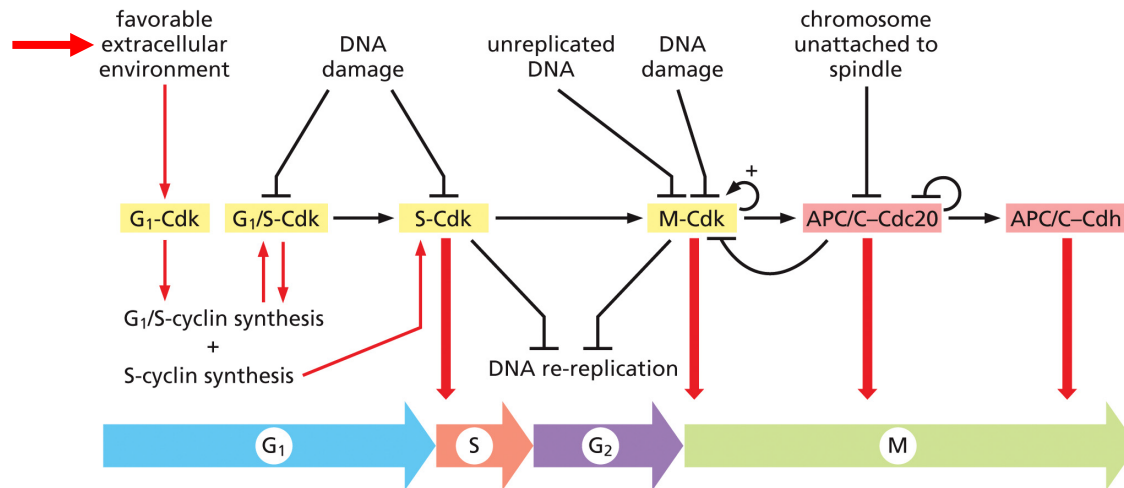 favorable
extracellular
environment
DNA
damage
unreplicated
DNA
DNA
damage
chromosome
unattached to
spindle
+
G₁-Cdk
G₁/S-Cdk
S-Cdk
M-Cdk
APC/C–Cdc20
APC/C–Cdh
G₁/S-cyclin synthesis
+
S-cyclin synthesis
DNA re-replication
G₁
S
G₂
M